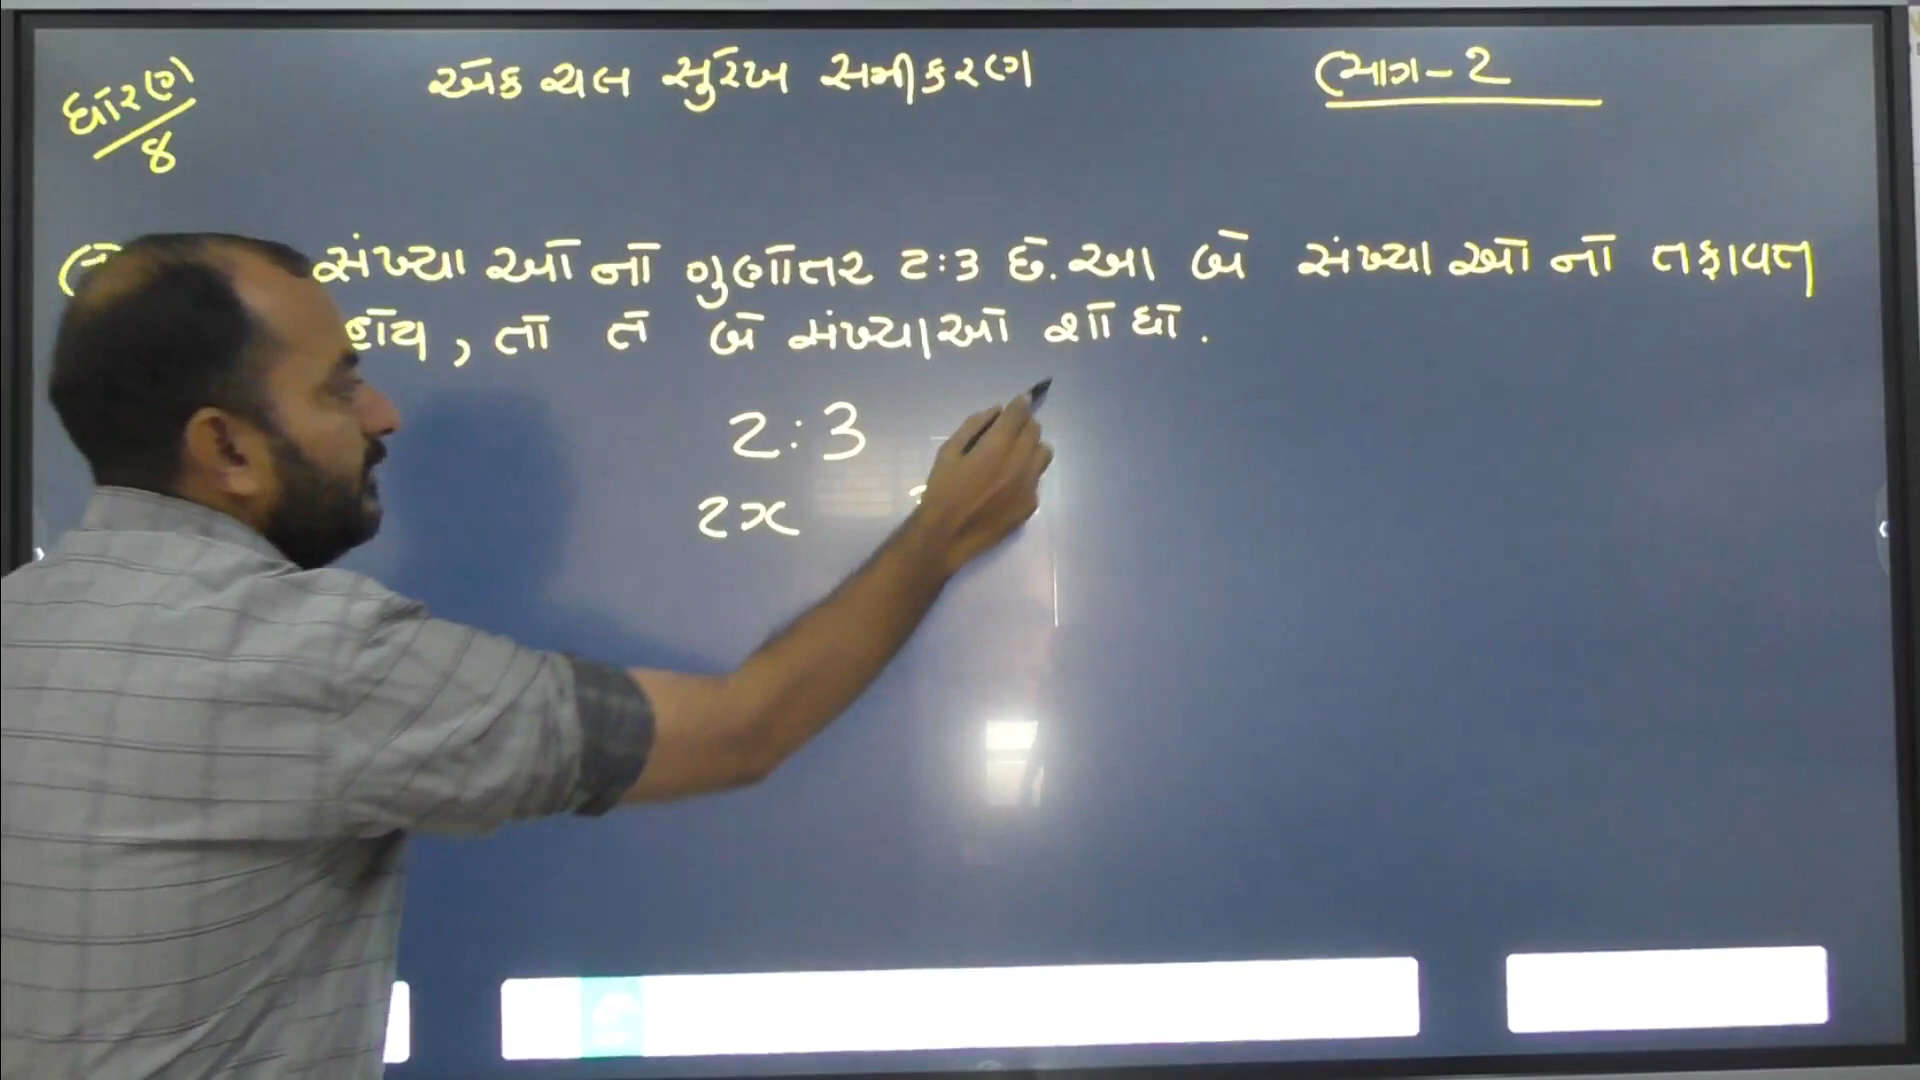 ધોરણ
8
એક ચલ સુરેખ સમીકરણ
ભાગ-2
સંખ્યાઓનો ગુણોત્તર 2:3 છે. આ બે સંખ્યાઓનો તફાવત
હોય, તો તે બે સંખ્યાઓ શોધો.
2:3
2x